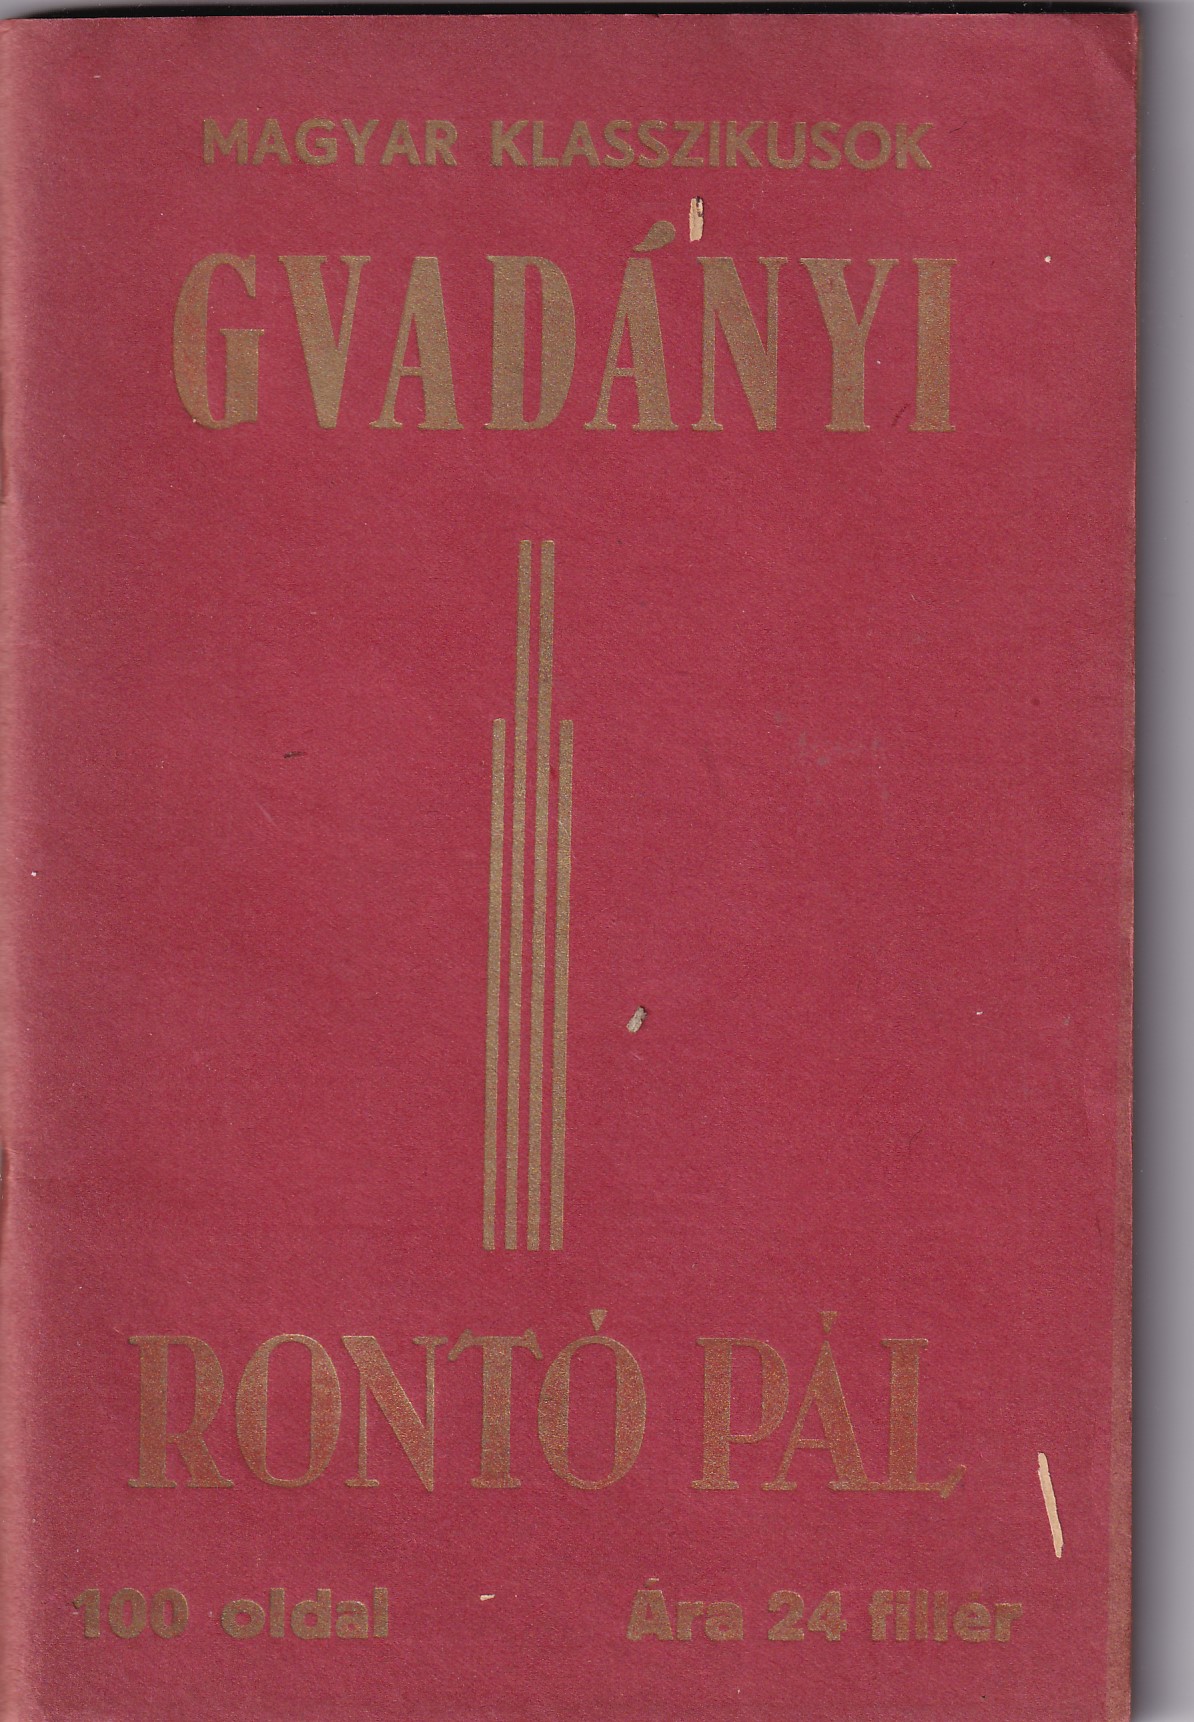 MAGYAR KLASSZIKUSOK
GVADÁNYI
RONTÓ PÁL
100 oldal Ára 24 fillér